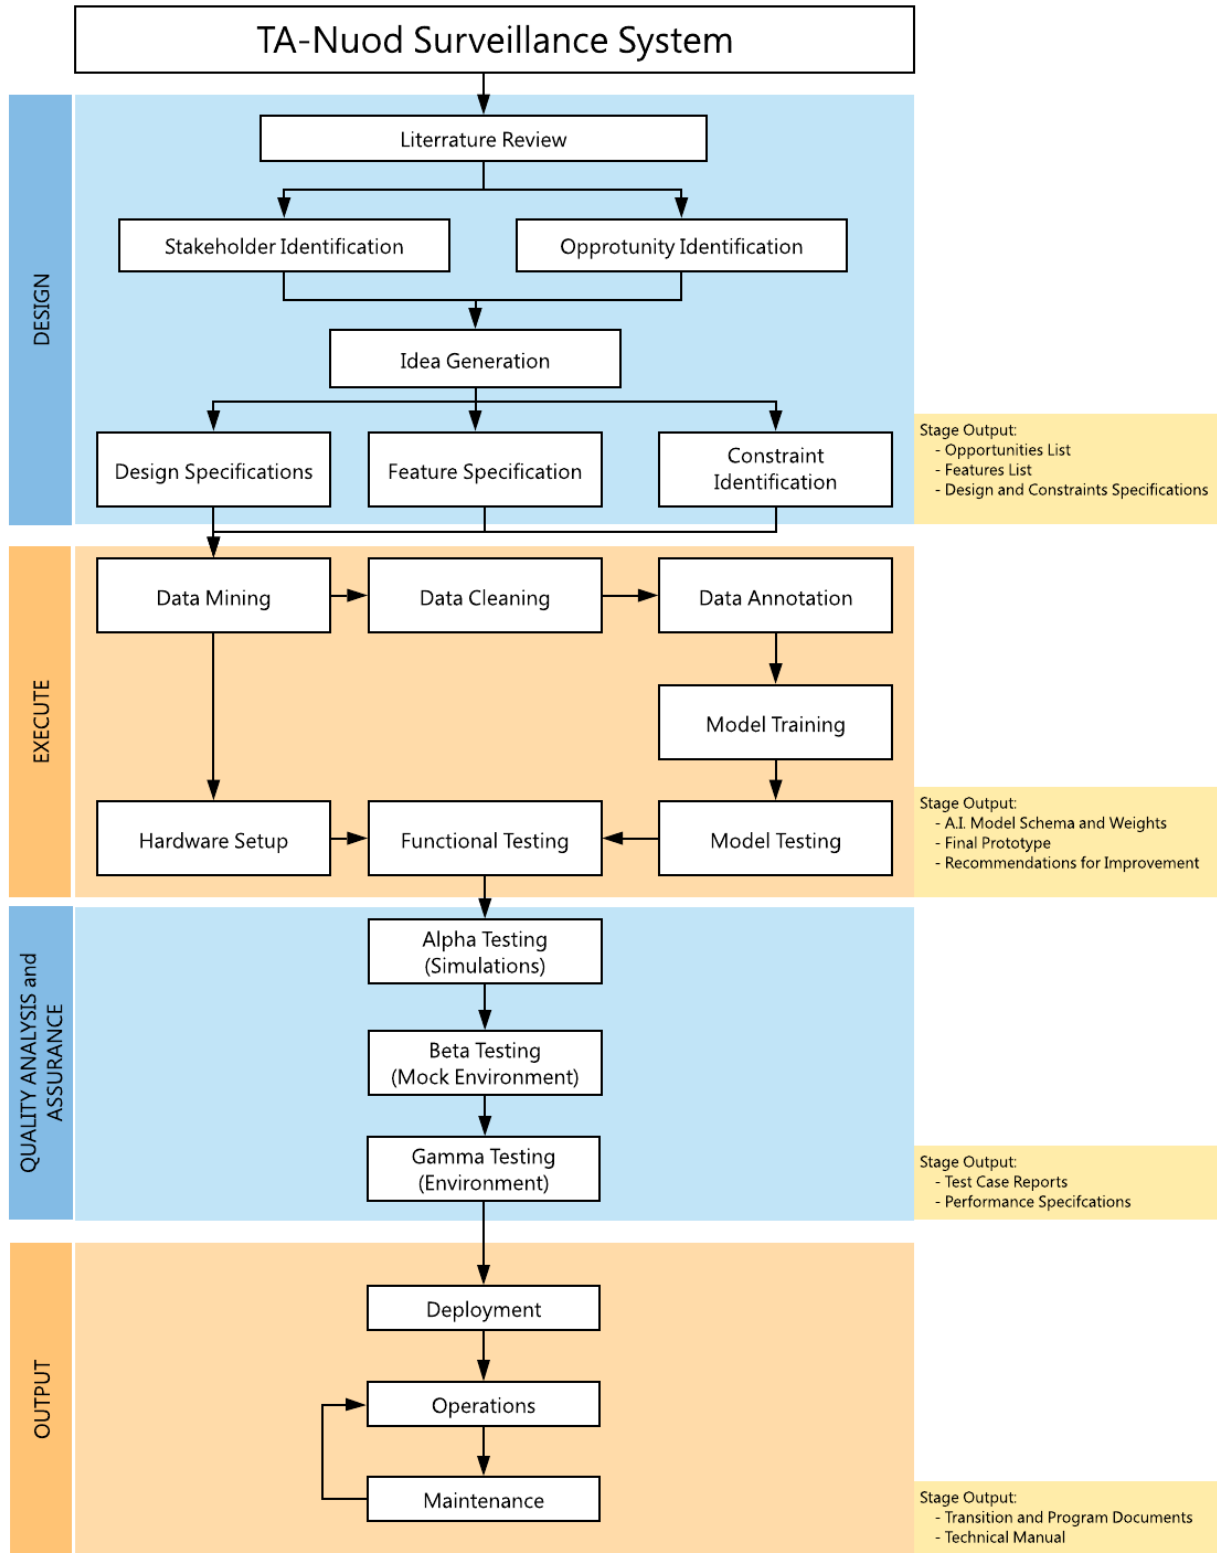 TA-Nuod Surveillance System
DESIGN
Literrature Review
Stakeholder Identification
Opprotunity Identification
Idea Generation
Design Specifications
Feature Specification
Constraint
Identification
Stage Output:
- Opportunities List
- Features List
- Design and Constraints Specifications
EXECUTE
Data Mining
Data Cleaning
Data Annotation
Model Training
Hardware Setup
Functional Testing
Model Testing
Stage Output:
- A.I. Model Schema and Weights
- Final Prototype
- Recommendations for Improvement
QUALITY ANALYSIS and
ASSURANCE
Alpha Testing
(Simulations)
Beta Testing
(Mock Environment)
Gamma Testing
(Environment)
Stage Output:
- Test Case Reports
- Performance Specifcations
OUTPUT
Deployment
Operations
Maintenance
Stage Output:
- Transition and Program Documents
- Technical Manual